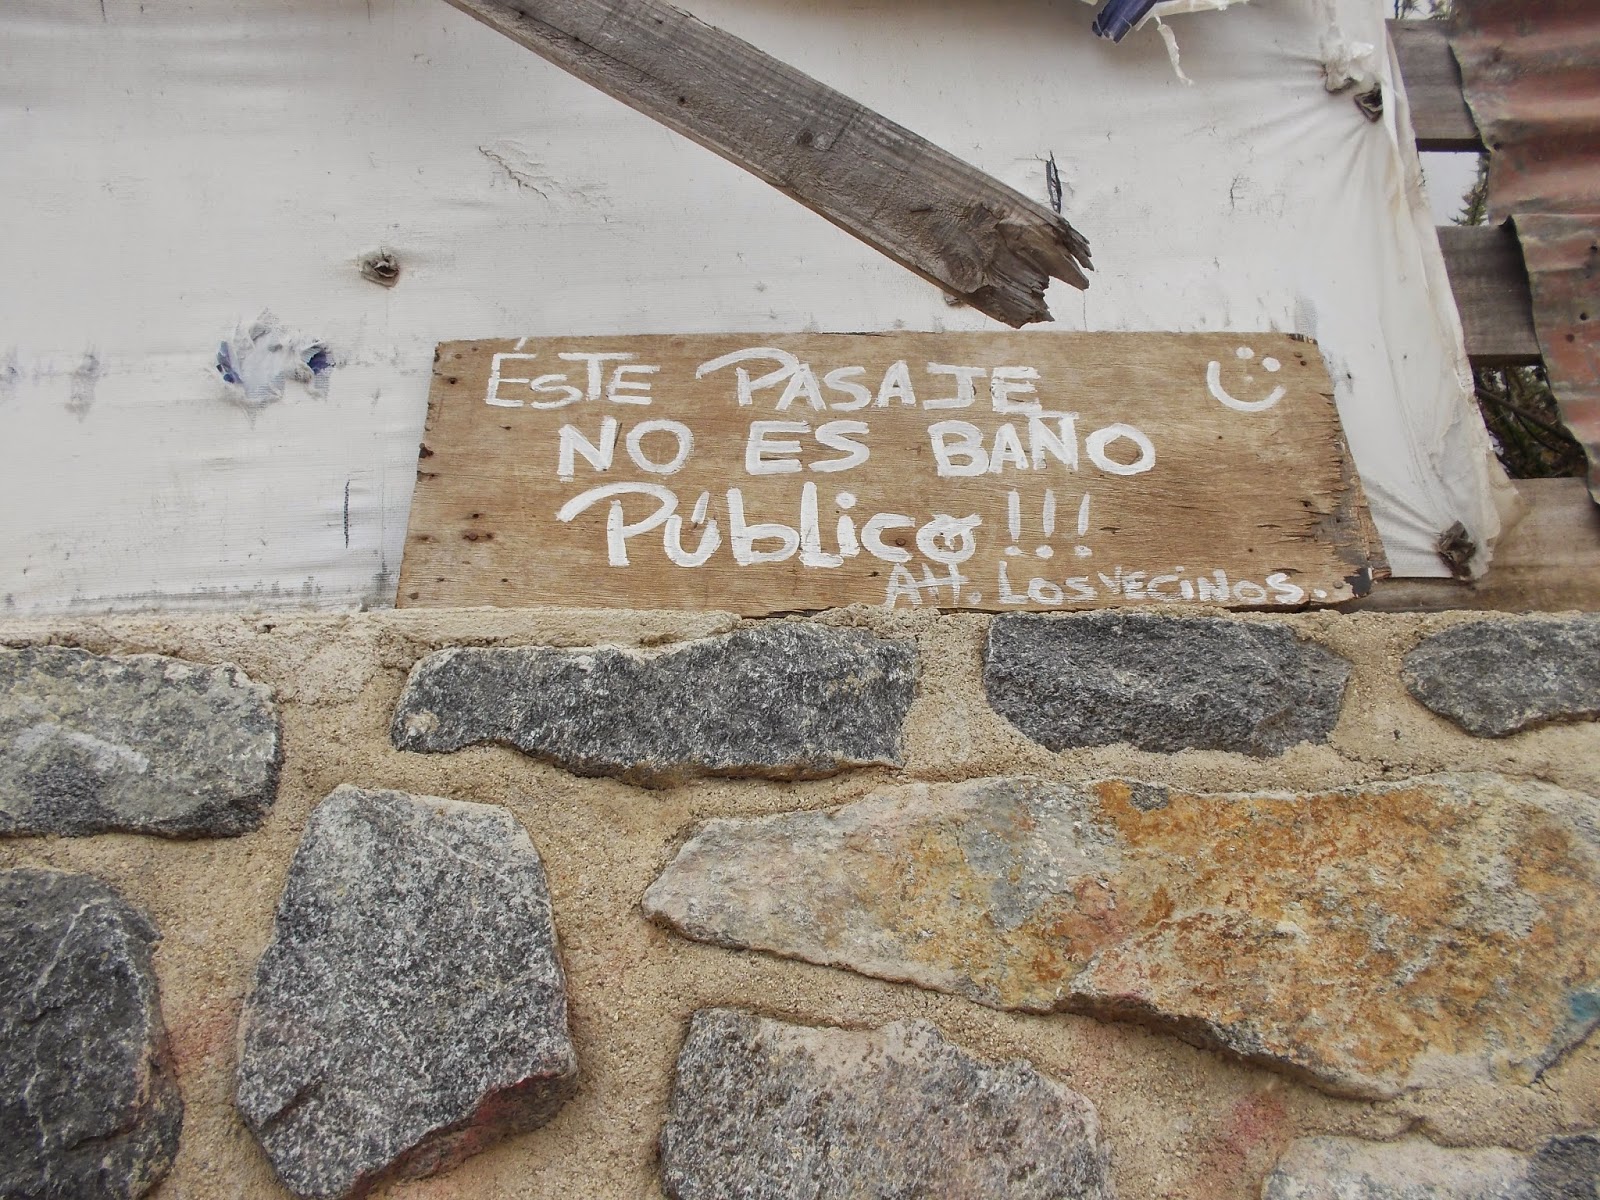 ÉSTE PASAJE
NO ES BAÑO
PÚBLICO!!!
Att. LOS VECINOS.